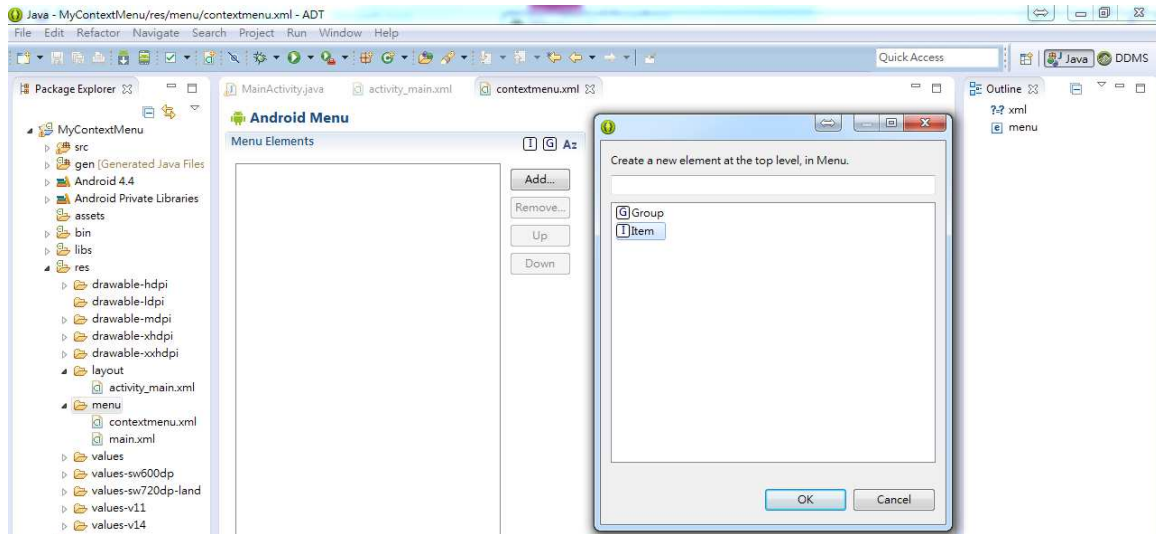 Java - MyContextMenu/res/menu/contextmenu.xml - ADT
File Edit Refactor Navigate Search Project Run Window Help
Quick Access
Java
DDMS
Package Explorer
MyContextMenu
src
gen [Generated Java Files
Android 4.4
Android Private Libraries
assets
bin
libs
res
drawable-hdpi
drawable-ldpi
drawable-mdpi
drawable-xhdpi
drawable-xxhdpi
layout
activity_main.xml
menu
contextmenu.xml
main.xml
values
values-sw600dp
values-sw720dp-land
values-v11
values-v14
MainActivity.java activity_main.xml contextmenu.xml
Android Menu
Menu Elements
I G Az
Add...
Remove...
Up
Down
Create a new element at the top level, in Menu.
G Group
I Item
OK Cancel
Outline
?=? xml
e menu